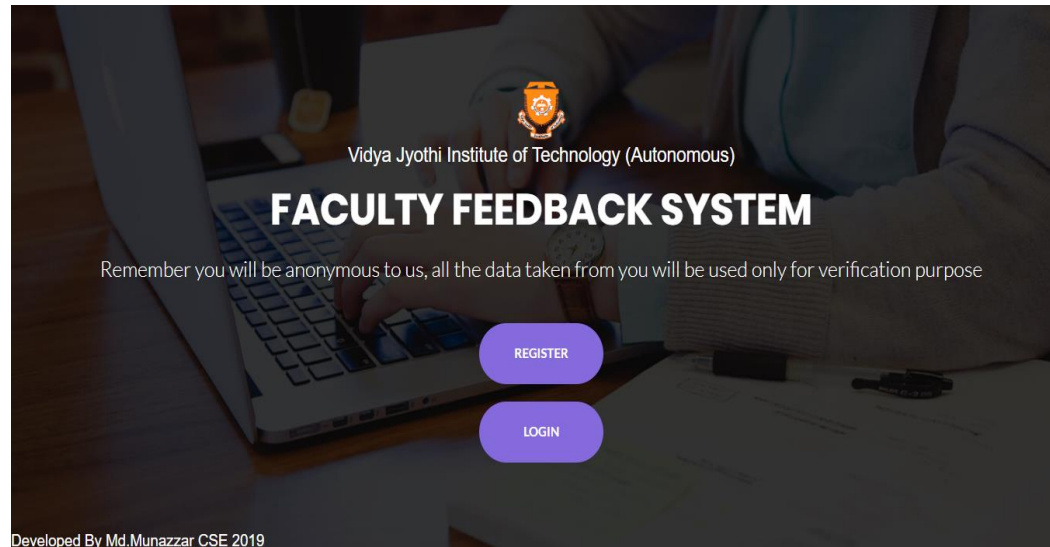 Vidya Jyothi Institute of Technology (Autonomous)
FACULTY FEEDBACK SYSTEM
Remember you will be anonymous to us, all the data taken from you will be used only for verification purpose
REGISTER
LOGIN
Developed By Md.Munazzar CSE 2019